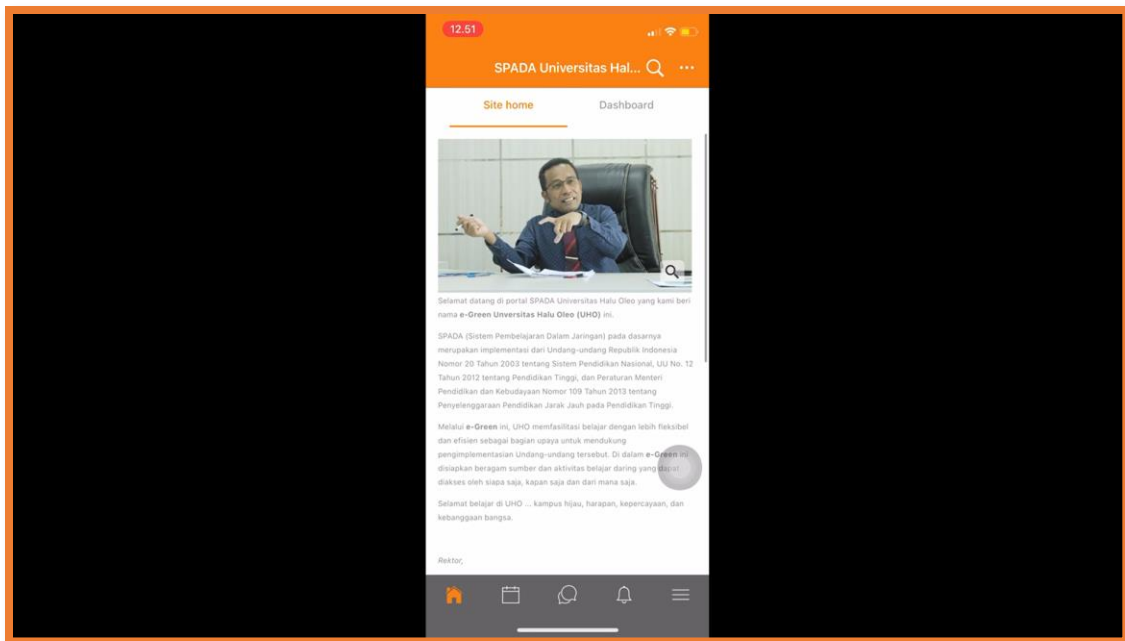 12.51
SPADA Universitas Hal...
Site home
Dashboard
Selamat datang di portal SPADA Universitas Halu Oleo yang kami beri
nama e-Green Unversitas Halu Oleo (UHO) ini.
SPADA (Sistem Pembelajaran Dalam Jaringan) pada dasarnya
merupakan implementasi dari Undang-undang Republik Indonesia
Nomor 20 Tahun 2003 tentang Sistem Pendidikan Nasional, UU No. 12
Tahun 2012 tentang Pendidikan Tinggi, dan Peraturan Menteri
Pendidikan dan Kebudayaan Nomor 109 Tahun 2013 tentang
Penyelenggaraan Pendidikan Jarak Jauh pada Pendidikan Tinggi.
Melalui e-Green ini, UHO memfasilitasi belajar dengan lebih fleksibel
dan efisien sebagai bagian upaya untuk mendukung
pengimplementasian Undang-undang tersebut. Di dalam e-Green ini
disiapkan beragam sumber dan aktivitas belajar daring yang dapat
diakses oleh siapa saja, kapan saja dan dari mana saja.
Selamat belajar di UHO ... kampus hijau, harapan, kepercayaan, dan
kebanggaan bangsa.
Rektor,